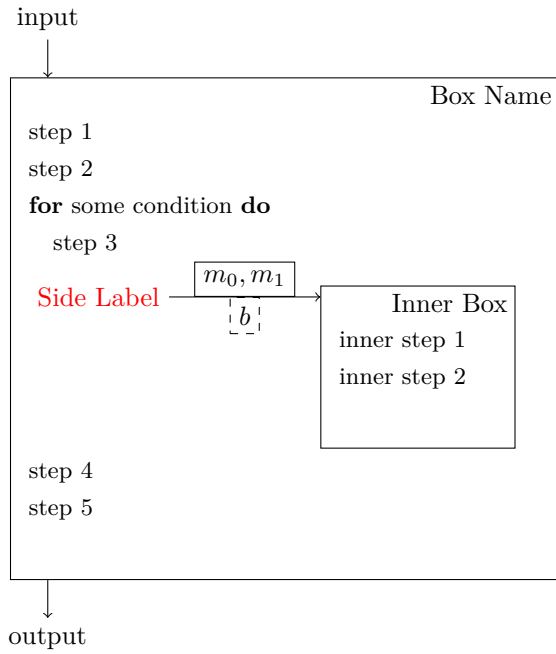 input
Box Name
step 1
step 2
for some condition do
step 3
m_0, m_1
Side Label
b
Inner Box
inner step 1
inner step 2
step 4
step 5
output